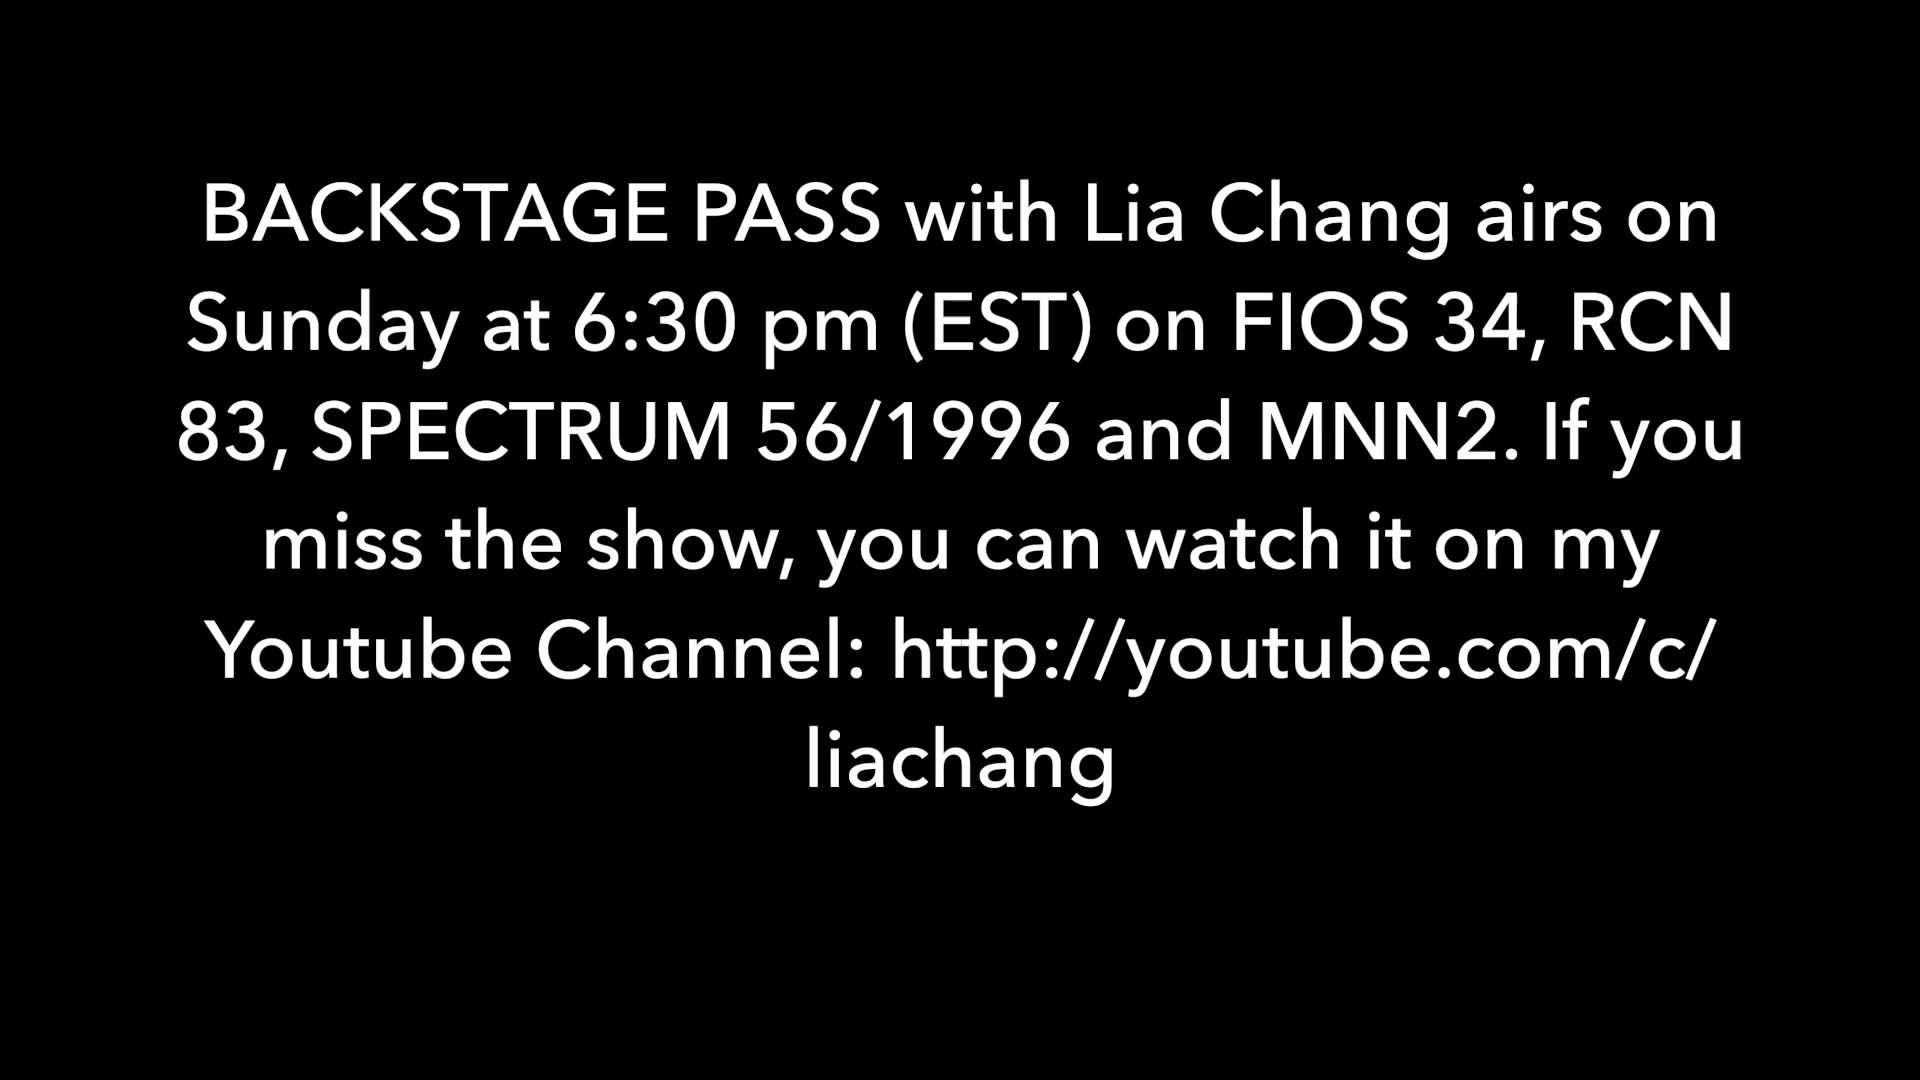 BACKSTAGE PASS with Lia Chang airs on
Sunday at 6:30 pm (EST) on FIOS 34, RCN
83, SPECTRUM 56/1996 and MNN2. If you
miss the show, you can watch it on my
Youtube Channel: http://youtube.com/c/
liachang